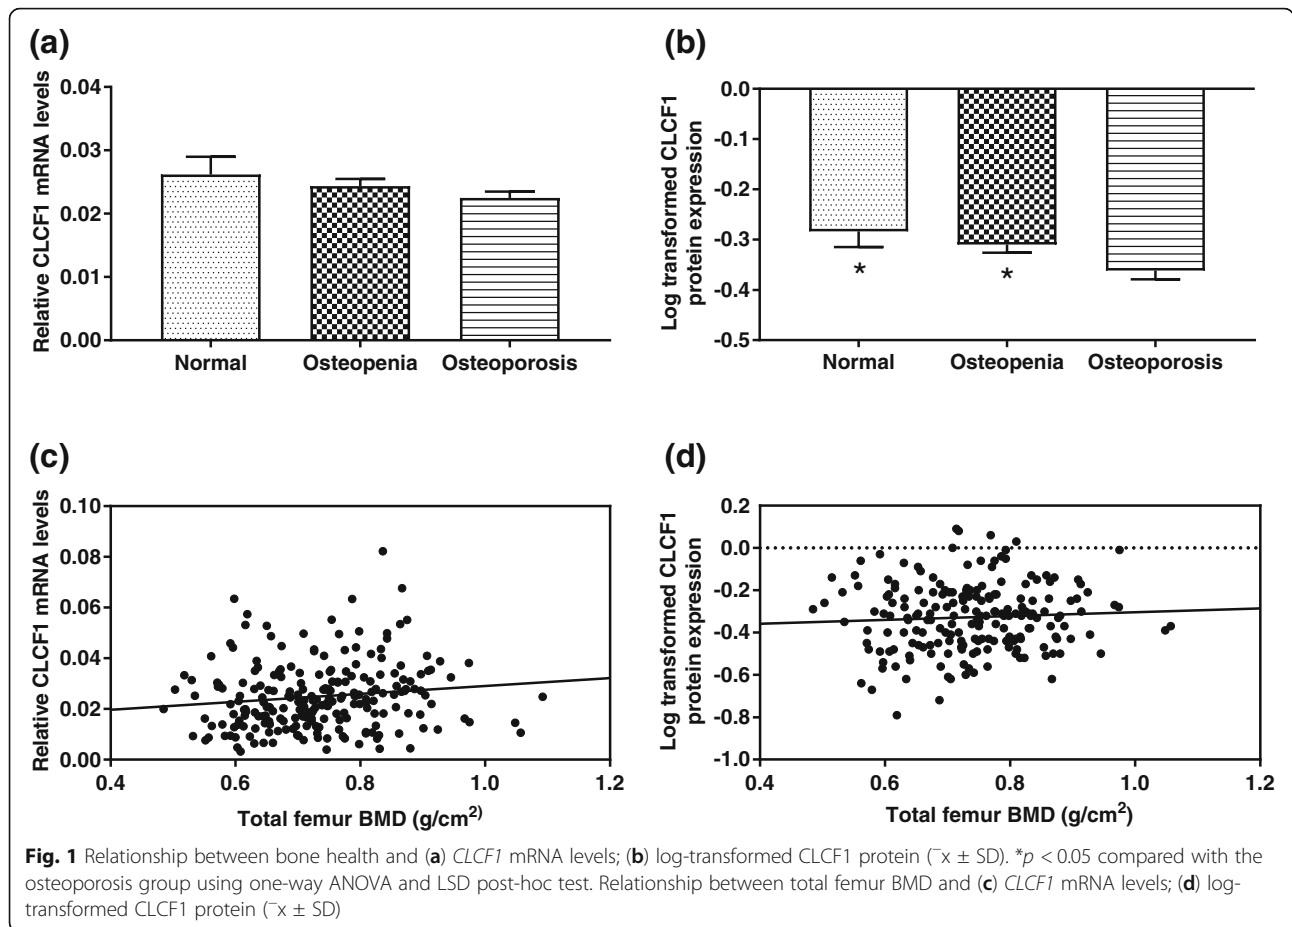 (a)
Relative CLCF1 mRNA levels
0.04
0.03
0.02
0.01
0.00
Normal
Osteopenia
Osteoporosis
(b)
Log transformed CLCF1
protein expression
0.0
-0.1
-0.2
-0.3
-0.4
-0.5
*
*
Normal
Osteopenia
Osteoporosis
(c)
Relative CLCF1 mRNA levels
0.10
0.08
0.06
0.04
0.02
0.00
0.4
0.6
0.8
1.0
1.2
Total femur BMD (g/cm²)
(d)
Log transformed CLCF1
protein expression
0.2
0.0
-0.2
-0.4
-0.6
-0.8
-1.0
0.4
0.6
0.8
1.0
1.2
Total femur BMD (g/cm²)
Fig. 1 Relationship between bone health and (a) CLCF1 mRNA levels; (b) log-transformed CLCF1 protein (¯x ± SD). *p < 0.05 compared with the
osteoporosis group using one-way ANOVA and LSD post-hoc test. Relationship between total femur BMD and (c) CLCF1 mRNA levels; (d) log-
transformed CLCF1 protein (¯x ± SD)